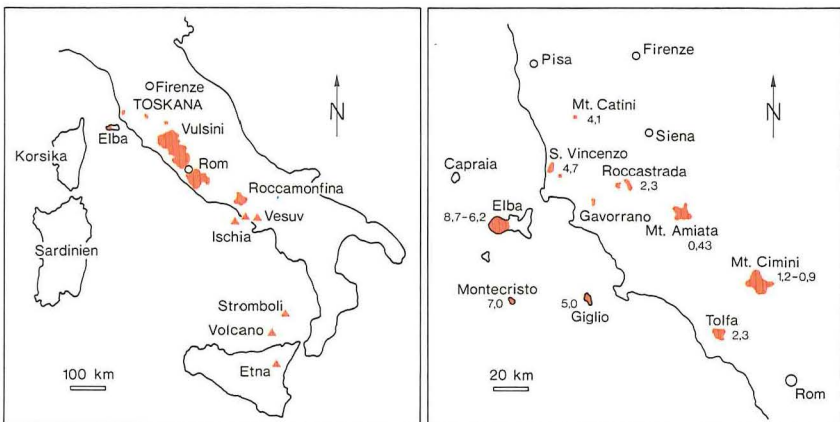 Firenze
TOSKANA
Elba
Vulsini
Korsika
Rom
Roccamonfina
Vesuv
Ischia
Sardinien
Stromboli
Volcano
Etna
100 km
N
Pisa
Firenze
Mt. Catini
4,1
Siena
S. Vincenzo
4,7
Roccastrada
2,3
Capraia
Elba
8,7–6,2
Gavorrano
Mt. Amiata
0,43
Mt. Cimini
1,2–0,9
Montecristo
7,0
5,0
Giglio
Tolfa
2,3
20 km
Rom
N